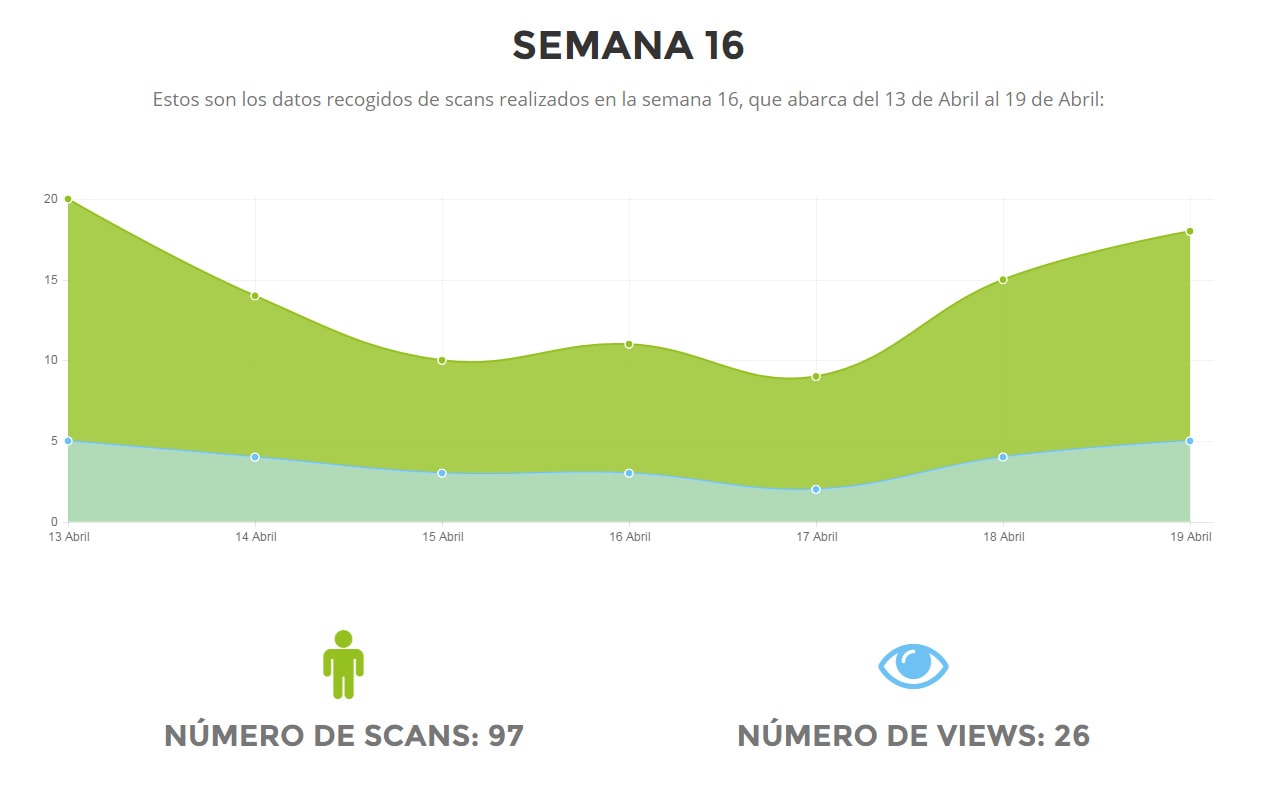 SEMANA 16
Estos son los datos recogidos de scans realizados en la semana 16, que abarca del 13 de Abril al 19 de Abril:
20
15
10
5
0
13 Abril 14 Abril 15 Abril 16 Abril 17 Abril 18 Abril 19 Abril
NÚMERO DE SCANS: 97 NÚMERO DE VIEWS: 26